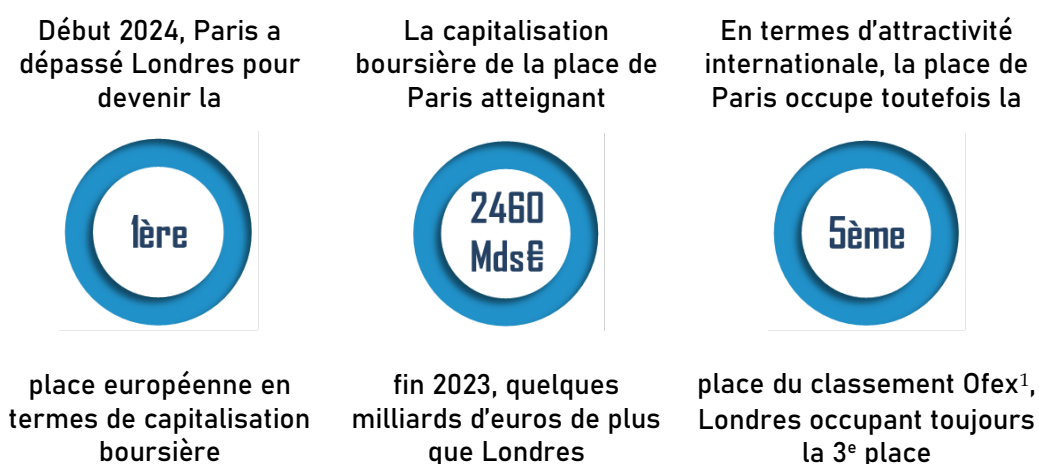 Début 2024, Paris a
dépassé Londres pour
devenir la
1ère
place européenne en
termes de capitalisation
boursière
La capitalisation
boursière de la place de
Paris atteignant
2460
Mds€
fin 2023, quelques
milliards d’euros de plus
que Londres
En termes d’attractivité
internationale, la place de
Paris occupe toutefois la
5ème
place du classement Ofex¹,
Londres occupant toujours
la 3ᵉ place